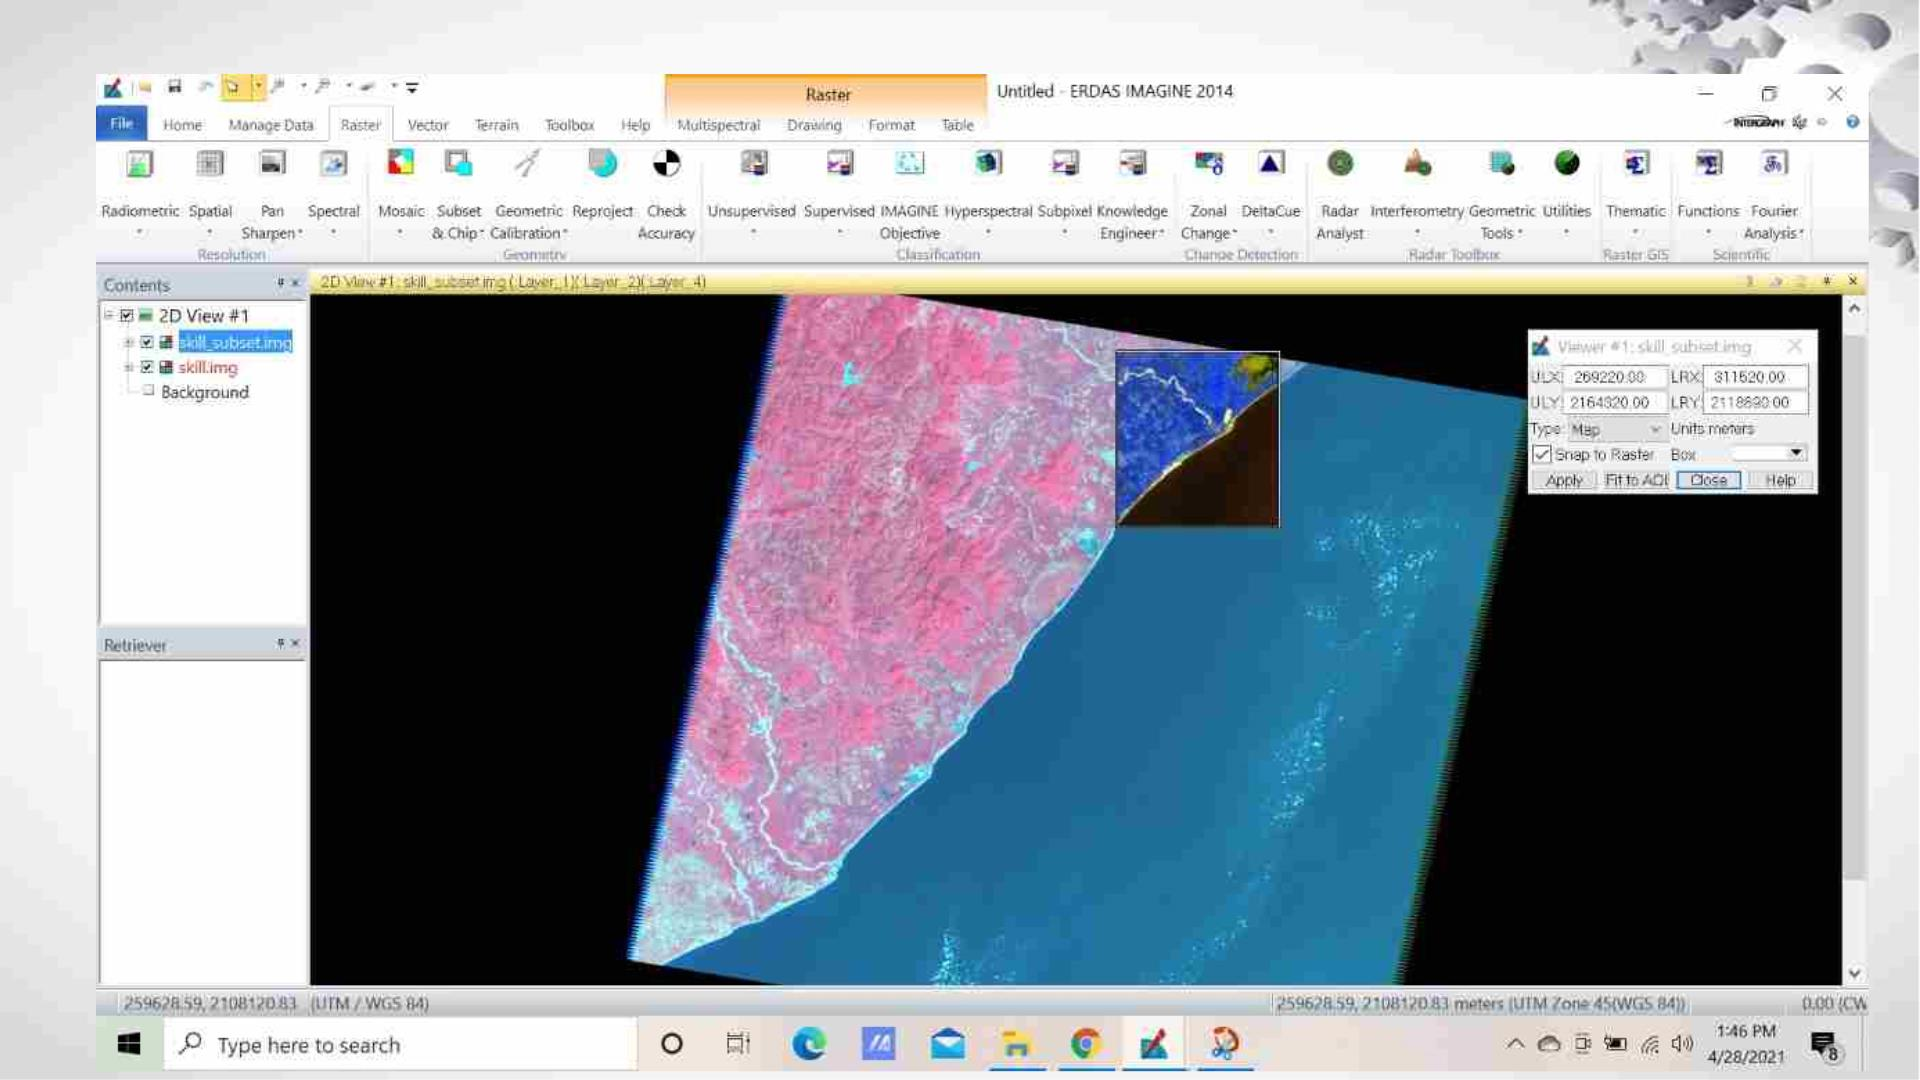 Raster
Untitled - ERDAS IMAGINE 2014
File Home Manage Data Raster Vector Terrain Toolbox Help Multispectral Drawing Format Table
INTERGRAPH
Radiometric Spatial Pan Sharpen Spectral Mosaic Subset & Chip Geometric Calibration Reproject Check Accuracy Unsupervised Supervised IMAGINE Objective Hyperspectral Subpixel Knowledge Engineer Zonal Change DeltaCue Radar Analyst Interferometry Geometric Tools Utilities Thematic Functions Fourier Analysis
Resolution Geometry Classification Change Detection Radar Toolbox Raster GIS Scientific
Contents
2D View #1 : skill_subset.img (:Layer_1)(:Layer_2)(:Layer_4)
2D View #1
skill_subset.img
skill.img
Background
Viewer #1: skill_subset.img
ULX: 269220.00 LRX: 311520.00
ULY: 2164320.00 LRY: 2118690.00
Type: Map Units meters
Snap to Raster Box
Apply Fit to AOI Close Help
Retriever
259628.59, 2108120.83 (UTM / WGS 84)
259628.59, 2108120.83 meters (UTM Zone 45(WGS 84))
0.00 (CW
Type here to search
1:46 PM
4/28/2021
8